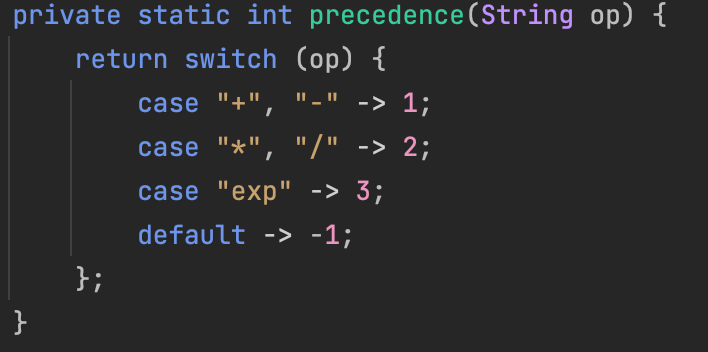 private static int precedence(String op) {
    return switch (op) {
        case "+", "-" -> 1;
        case "*", "/" -> 2;
        case "exp" -> 3;
        default -> -1;
    };
}